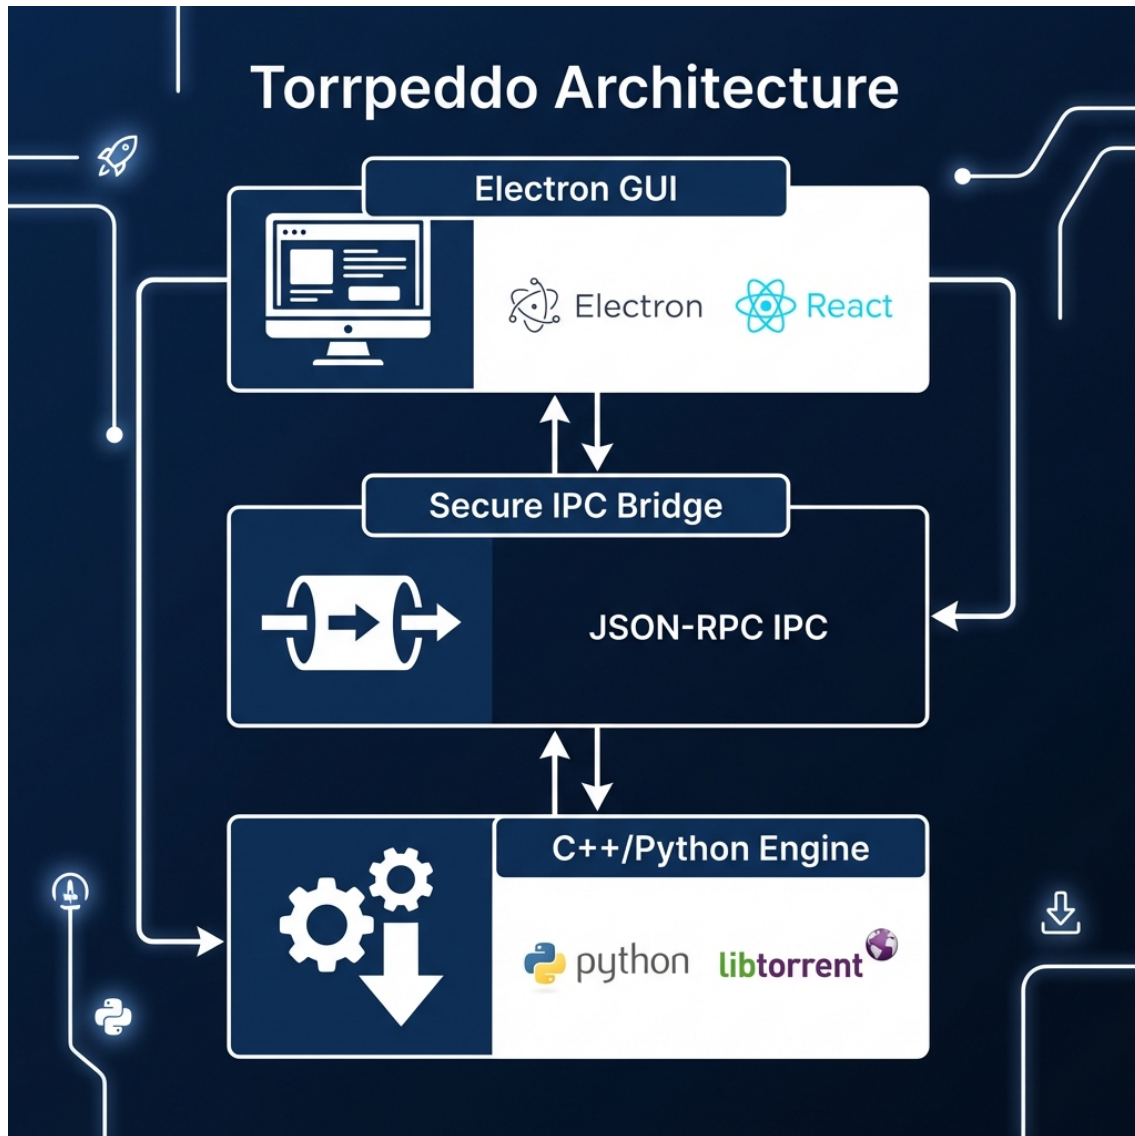 Torrpeddo Architecture
Electron GUI
Electron
React
Secure IPC Bridge
JSON-RPC IPC
C++/Python Engine
python
libtorrent